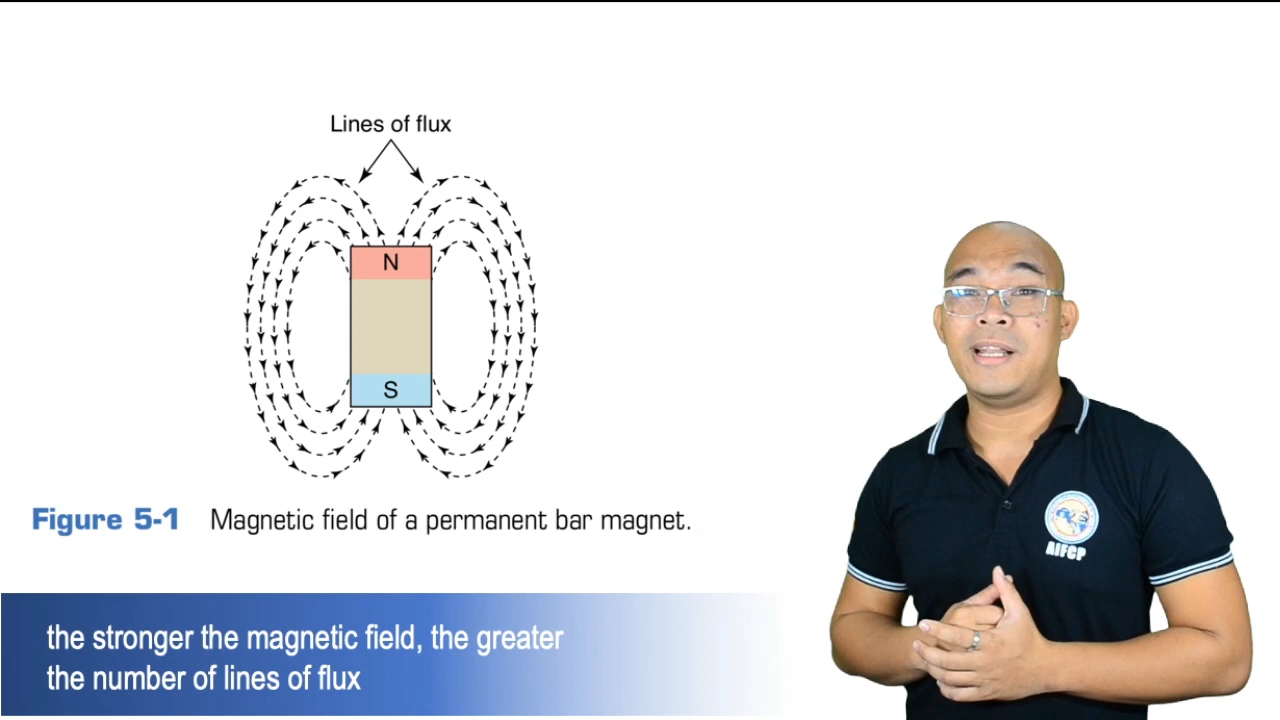 Lines of flux
N
S
Figure 5-1 Magnetic field of a permanent bar magnet.
AIFCP
the stronger the magnetic field, the greater
the number of lines of flux